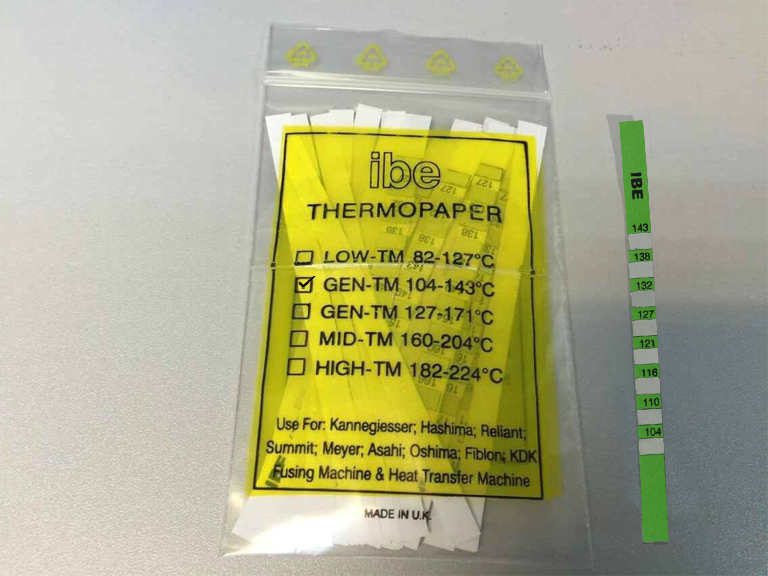 ibe
THERMOPAPER
LOW-TM 82-127°C
GEN-TM 104-143°C
GEN-TM 127-171°C
MID-TM 160-204°C
HIGH-TM 182-224°C
Use For: Kannegiesser; Hashima; Reliant;
Summit; Meyer; Asahi; Oshima; Fiblon; KDK
Fusing Machine & Heat Transfer Machine
MADE IN U.K.
IBE
143
138
132
127
121
116
110
104